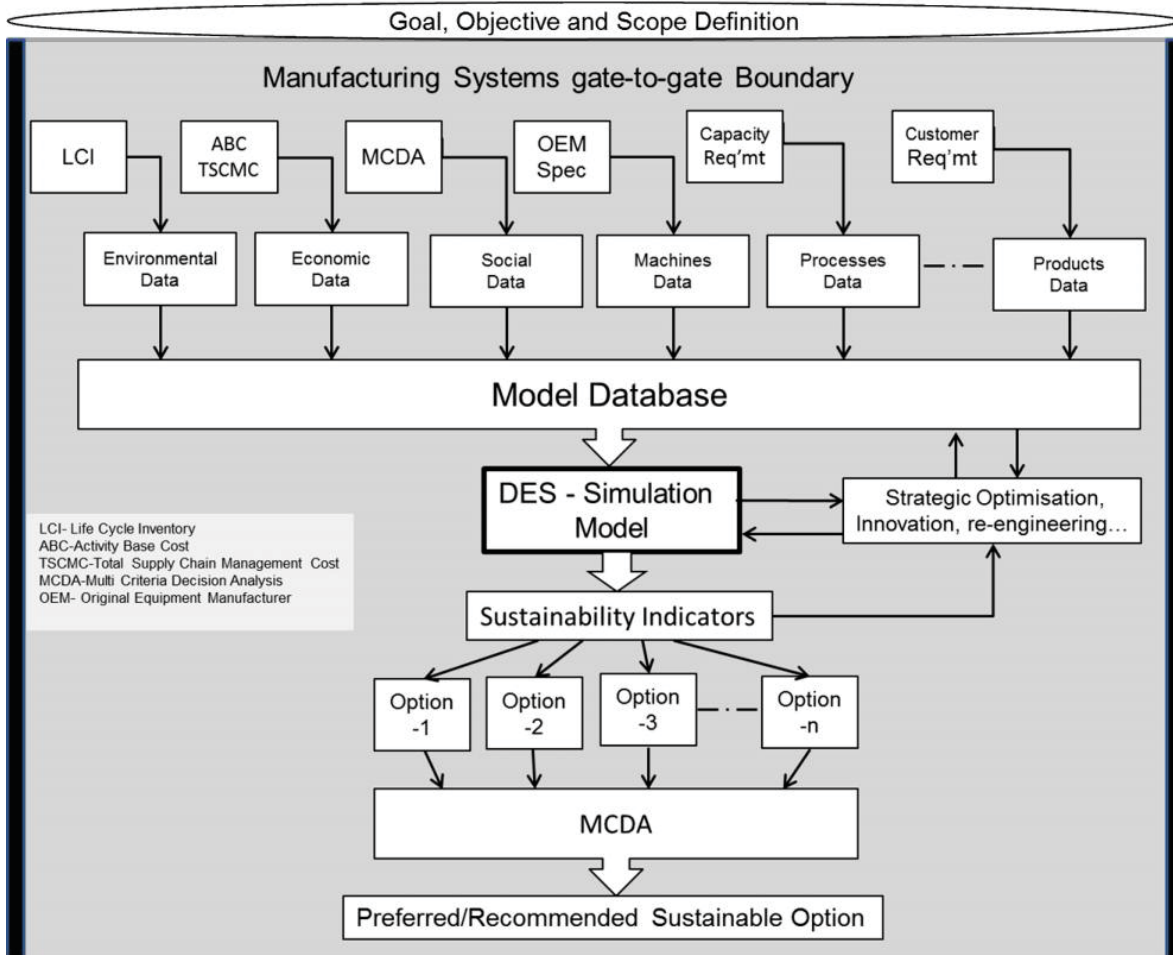 Goal, Objective and Scope Definition
Manufacturing Systems gate-to-gate Boundary
LCI
ABC
TSCMC
MCDA
OEM
Spec
Capacity
Req'mt
Customer
Req'mt
Environmental
Data
Economic
Data
Social
Data
Machines
Data
Processes
Data
Products
Data
Model Database
DES - Simulation
Model
Strategic Optimisation,
Innovation, re-engineering…
LCI- Life Cycle Inventory
ABC-Activity Base Cost
TSCMC-Total Supply Chain Management Cost
MCDA-Multi Criteria Decision Analysis
OEM- Original Equipment Manufacturer
Sustainability Indicators
Option
-1
Option
-2
Option
-3
Option
-n
MCDA
Preferred/Recommended Sustainable Option